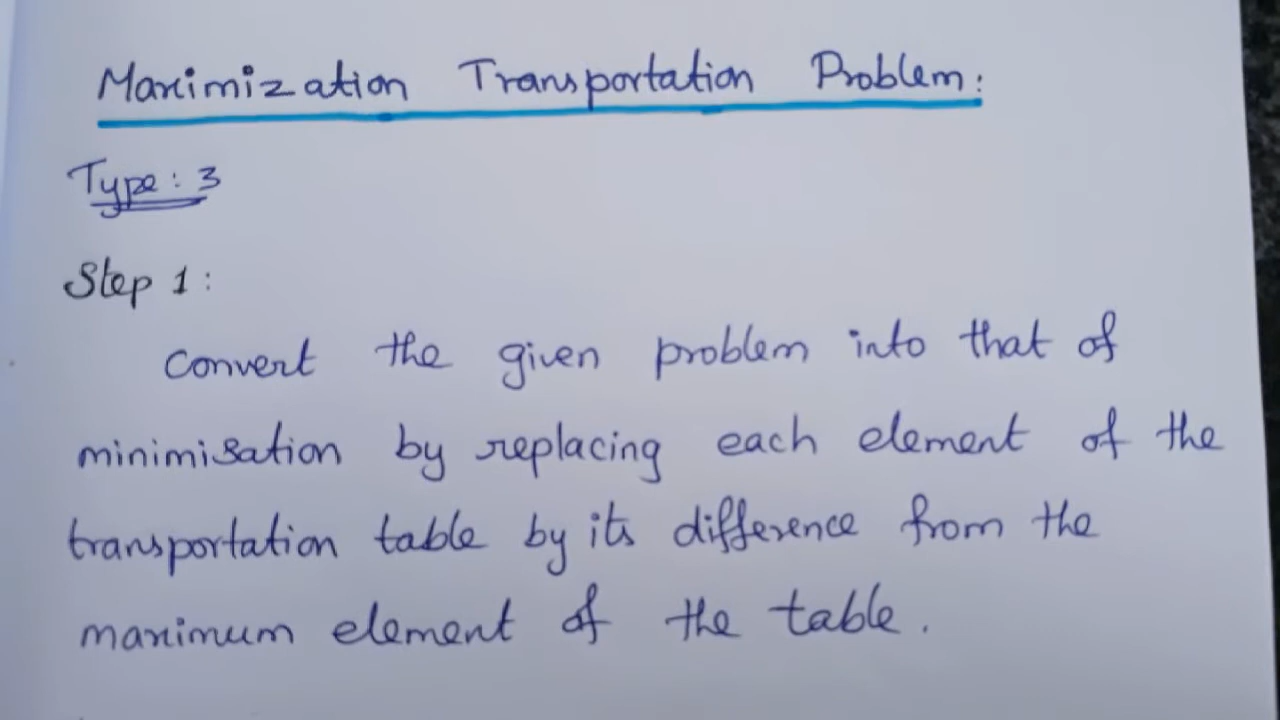 Maximization Transportation Problem:
Type: 3
Step 1:
Convert the given problem into that of
minimisation by replacing each element of the
transportation table by its difference from the
maximum element of the table.